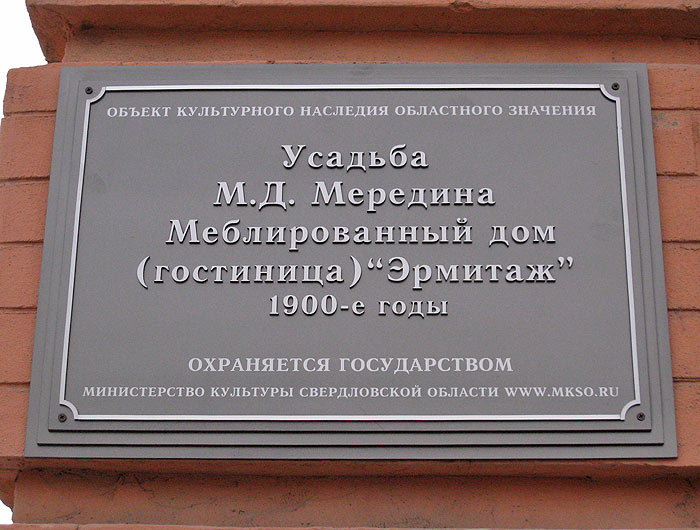 ОБЪЕКТ КУЛЬТУРНОГО НАСЛЕДИЯ ОБЛАСТНОГО ЗНАЧЕНИЯ
Усадьба
М.Д. Мередина
Меблированный дом
(гостиница) “Эрмитаж”
1900-е годы
ОХРАНЯЕТСЯ ГОСУДАРСТВОМ
МИНИСТЕРСТВО КУЛЬТУРЫ СВЕРДЛОВСКОЙ ОБЛАСТИ WWW.MKSO.RU